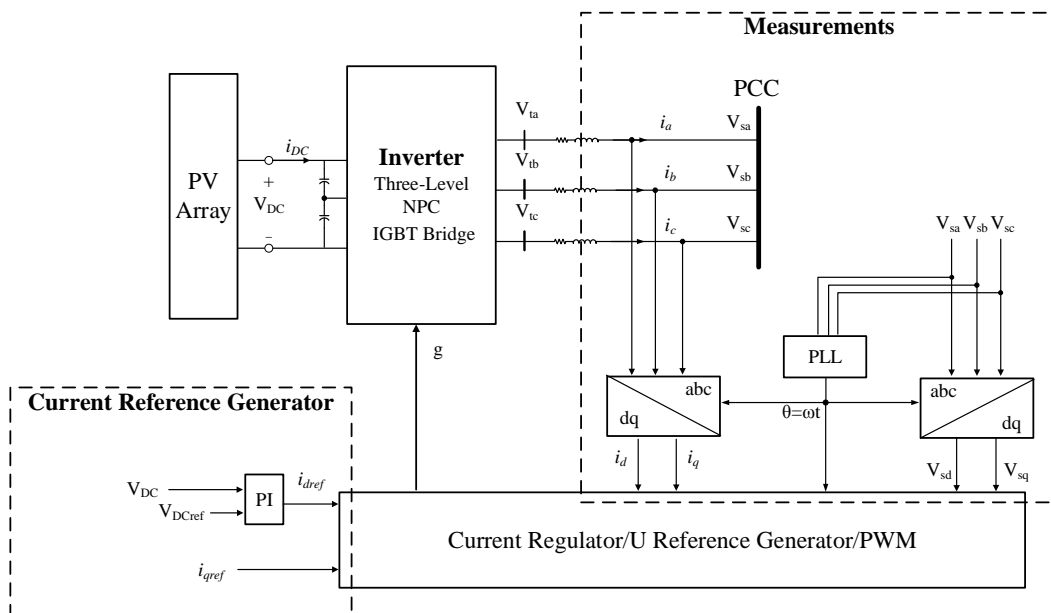 Measurements
PCC
PV
Array
i_DC
+
V_DC
−
Inverter
Three-Level
NPC
IGBT Bridge
V_ta
V_tb
V_tc
i_a
i_b
i_c
V_sa
V_sb
V_sc
V_sa V_sb V_sc
PLL
g
abc
dq
θ=ωt
abc
dq
i_d
i_q
V_sd
V_sq
Current Reference Generator
V_DC
V_DCref
PI
i_dref
i_qref
Current Regulator/U Reference Generator/PWM